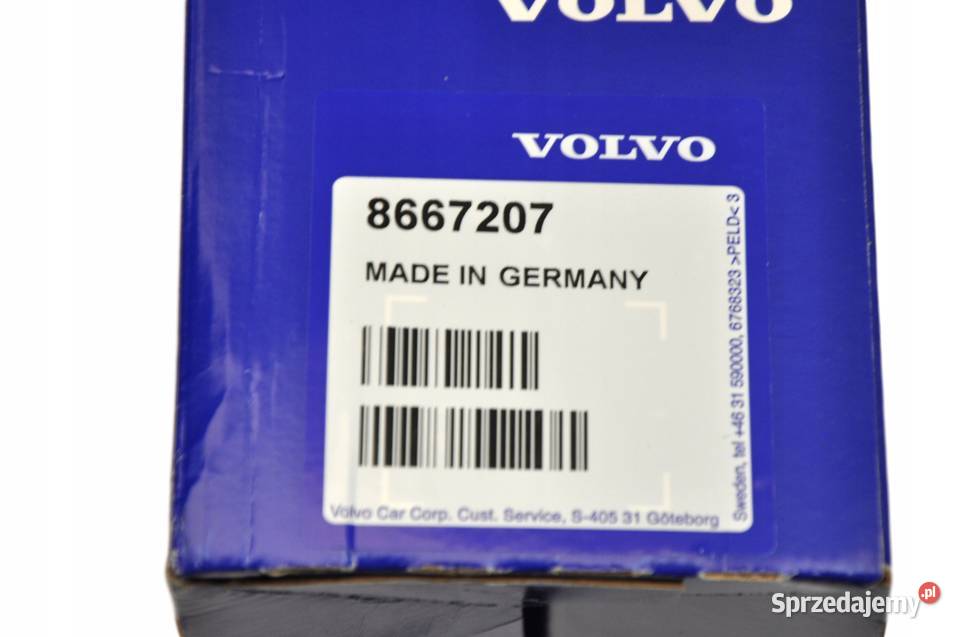 VOLVO
VOLVO
8667207
MADE IN GERMANY
Volvo Car Corp. Cust. Service, S-405 31 Göteborg
Sweden, tel +46 31 590000, 6768323 >PELD< 3
Sprzedajemy.pl